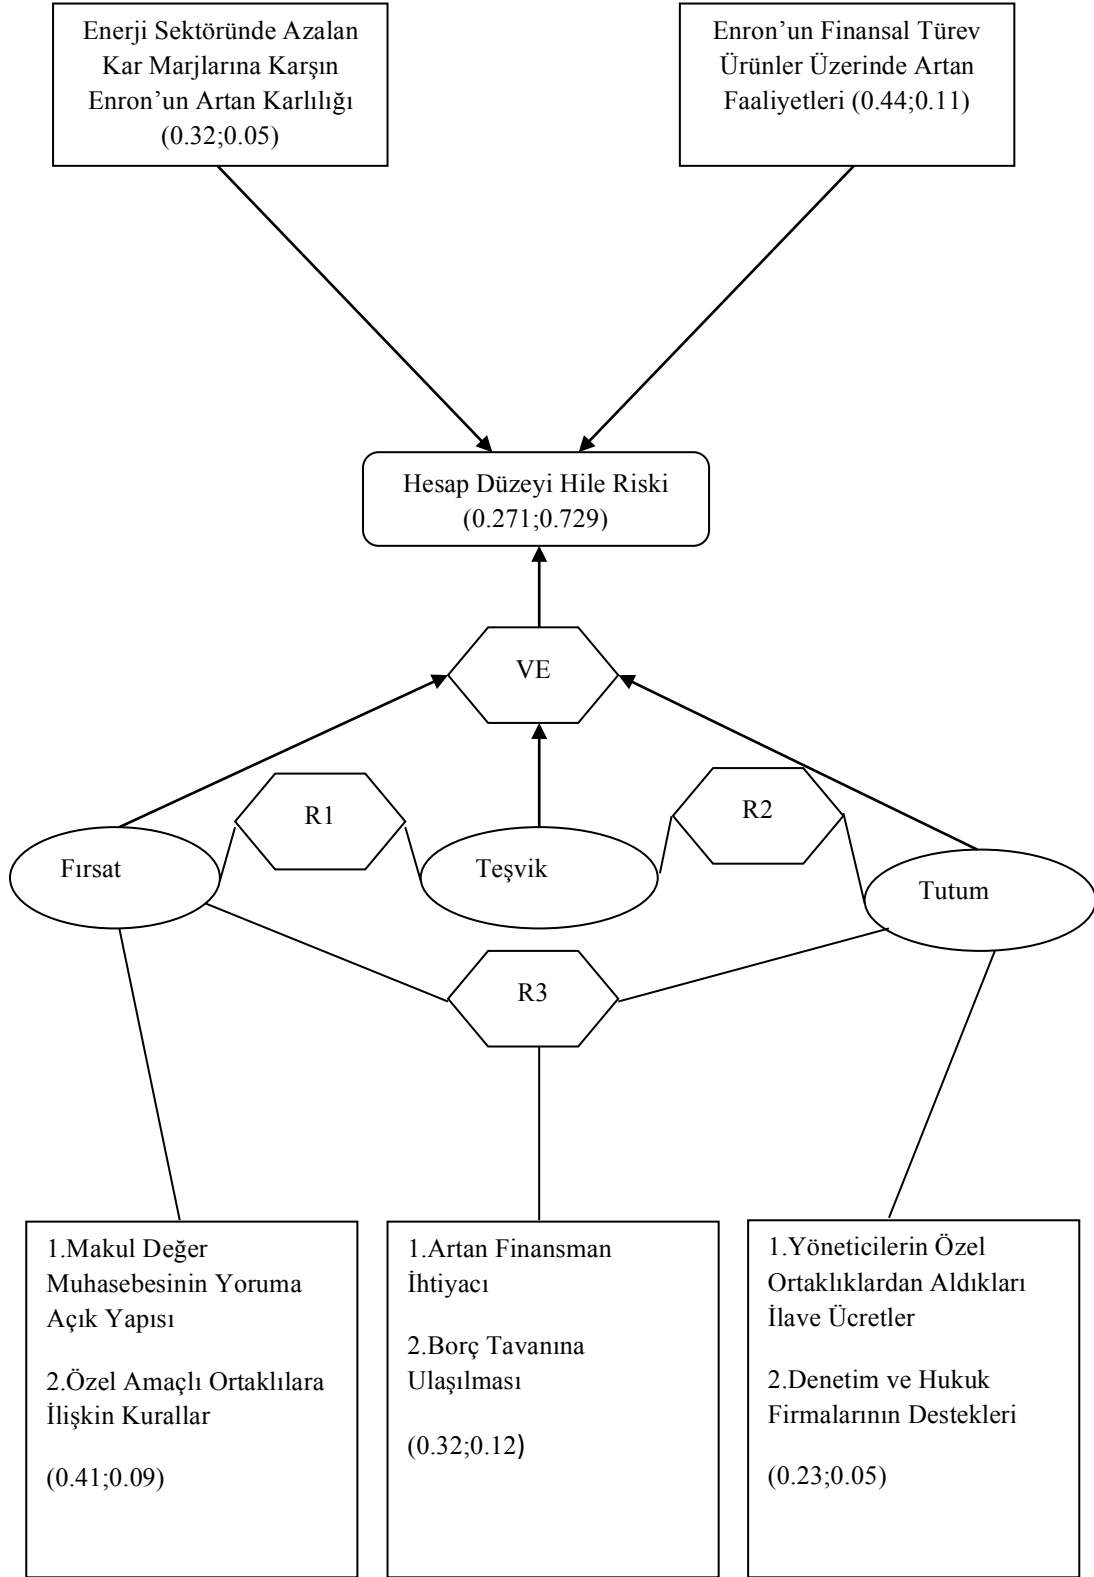 Enerji Sektöründe Azalan
Kar Marjlarına Karşın
Enron’un Artan Karlılığı
(0.32;0.05)
Enron’un Finansal Türev
Ürünler Üzerinde Artan
Faaliyetleri (0.44;0.11)
Hesap Düzeyi Hile Riski
(0.271;0.729)
VE
R1
R2
Fırsat
Teşvik
Tutum
R3
1.Makul Değer
Muhasebesinin Yoruma
Açık Yapısı
2.Özel Amaçlı Ortaklılara
İlişkin Kurallar
(0.41;0.09)
1.Artan Finansman
İhtiyacı
2.Borç Tavanına
Ulaşılması
(0.32;0.12)
1.Yöneticilerin Özel
Ortaklıklardan Aldıkları
İlave Ücretler
2.Denetim ve Hukuk
Firmalarının Destekleri
(0.23;0.05)